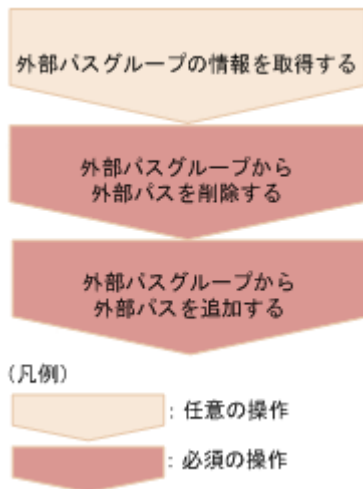 外部パスグループの情報を取得する
外部パスグループから
外部パスを削除する
外部パスグループから
外部パスを追加する
(凡例)
: 任意の操作
: 必須の操作